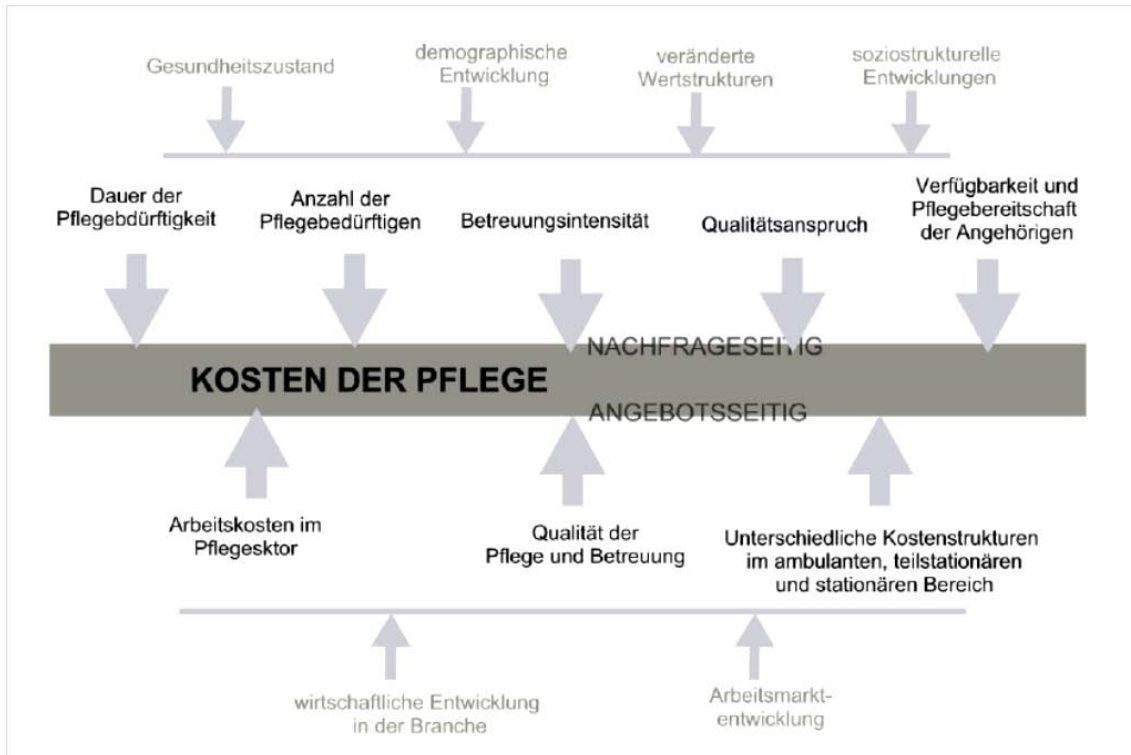 Gesundheitszustand
demographische
Entwicklung
veränderte
Wertstrukturen
soziostrukturelle
Entwicklungen
Dauer der
Pflegebdürftigkeit
Anzahl der
Pflegebedürftigen
Betreuungsintensität
Qualitätsanspruch
Verfügbarkeit und
Pflegebereitschaft
der Angehörigen
NACHFRAGESEITIG
KOSTEN DER PFLEGE
ANGEBOTSSEITIG
Arbeitskosten im
Pflegesktor
Qualität der
Pflege und Betreuung
Unterschiedliche Kostenstrukturen
im ambulanten, teilstationären
und stationären Bereich
wirtschaftliche Entwicklung
in der Branche
Arbeitsmarkt-
entwicklung